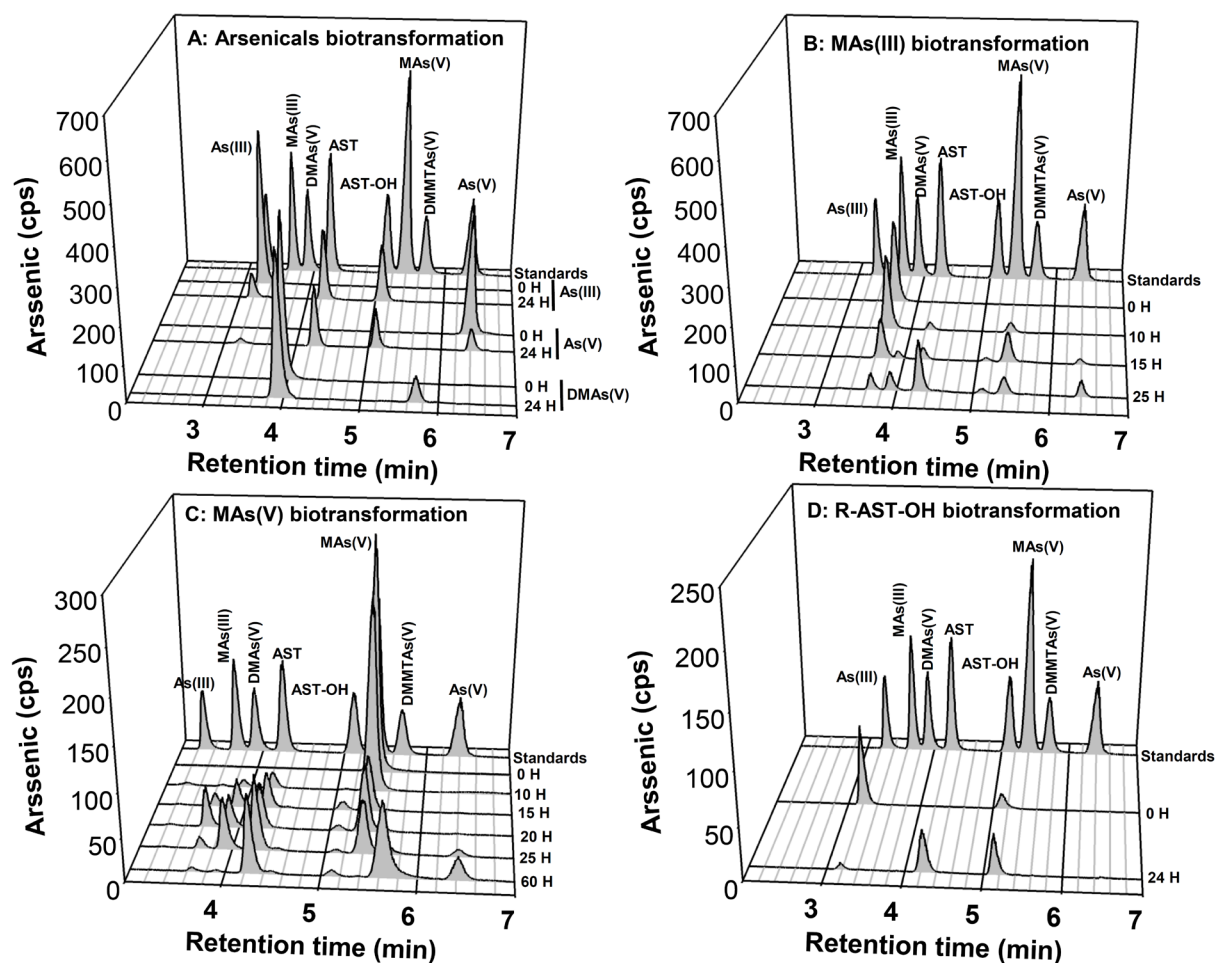 A: Arsenicals biotransformation
Arssenic (cps)
700
600
500
400
300
200
100
0
As(III)
MAs(III)
DMAs(V)
AST
AST-OH
MAs(V)
DMMTAs(V)
As(V)
Standards
0 H
24 H
As(III)
0 H
24 H
As(V)
0 H
24 H
DMAs(V)
3
4
5
6
7
Retention time (min)
B: MAs(III) biotransformation
Arssenic (cps)
700
600
500
400
300
200
100
0
As(III)
MAs(III)
DMAs(V)
AST
AST-OH
MAs(V)
DMMTAs(V)
As(V)
Standards
0 H
10 H
15 H
25 H
3
4
5
6
7
Retention time (min)
C: MAs(V) biotransformation
Arssenic (cps)
300
250
200
150
100
50
0
As(III)
MAs(III)
DMAs(V)
AST
AST-OH
MAs(V)
DMMTAs(V)
As(V)
Standards
0 H
10 H
15 H
20 H
25 H
60 H
4
5
6
7
Retention time (min)
D: R-AST-OH biotransformation
Arssenic (cps)
250
200
150
100
50
0
As(III)
MAs(III)
DMAs(V)
AST
AST-OH
MAs(V)
DMMTAs(V)
As(V)
Standards
0 H
24 H
3
4
5
6
7
Retention time (min)